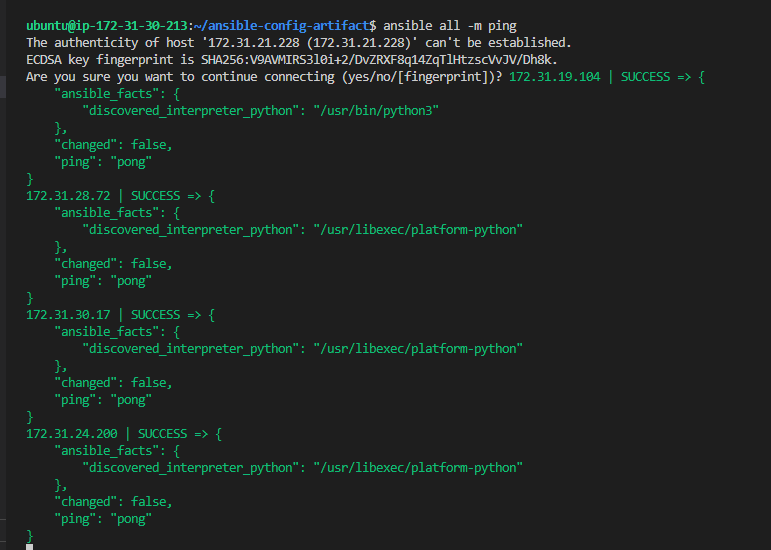 ubuntu@ip-172-31-30-213:~/ansible-config-artifact$ ansible all -m ping
The authenticity of host '172.31.21.228 (172.31.21.228)' can't be established.
ECDSA key fingerprint is SHA256:V9AVMIRS3l0i+2/DvZRXF8q14ZqTlHtzscVvJV/Dh8k.
Are you sure you want to continue connecting (yes/no/[fingerprint])? 172.31.19.104 | SUCCESS => {
    "ansible_facts": {
        "discovered_interpreter_python": "/usr/bin/python3"
    },
    "changed": false,
    "ping": "pong"
}
172.31.28.72 | SUCCESS => {
    "ansible_facts": {
        "discovered_interpreter_python": "/usr/libexec/platform-python"
    },
    "changed": false,
    "ping": "pong"
}
172.31.30.17 | SUCCESS => {
    "ansible_facts": {
        "discovered_interpreter_python": "/usr/libexec/platform-python"
    },
    "changed": false,
    "ping": "pong"
}
172.31.24.200 | SUCCESS => {
    "ansible_facts": {
        "discovered_interpreter_python": "/usr/libexec/platform-python"
    },
    "changed": false,
    "ping": "pong"
}